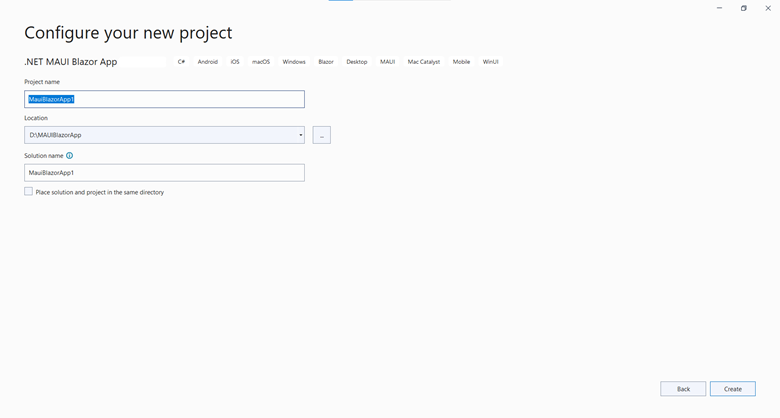 Configure your new project
.NET MAUI Blazor App C# Android iOS macOS Windows Blazor Desktop MAUI Mac Catalyst Mobile WinUI
Project name
MauiBlazorApp1
Location
D:\MAUIBlazorApp
...
Solution name
MauiBlazorApp1
Place solution and project in the same directory
Back Create